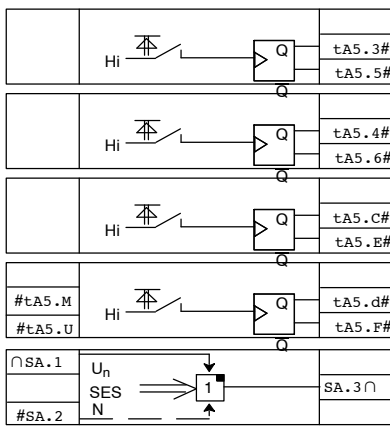 Hi
Q
tA5.3#
tA5.5#
Q
Hi
Q
tA5.4#
tA5.6#
Q
Hi
Q
tA5.C#
tA5.E#
Q
#tA5.M
Hi
Q
tA5.d#
#tA5.U
tA5.F#
Q
∩SA.1
Un
SES
1
SA.3∩
N
#SA.2